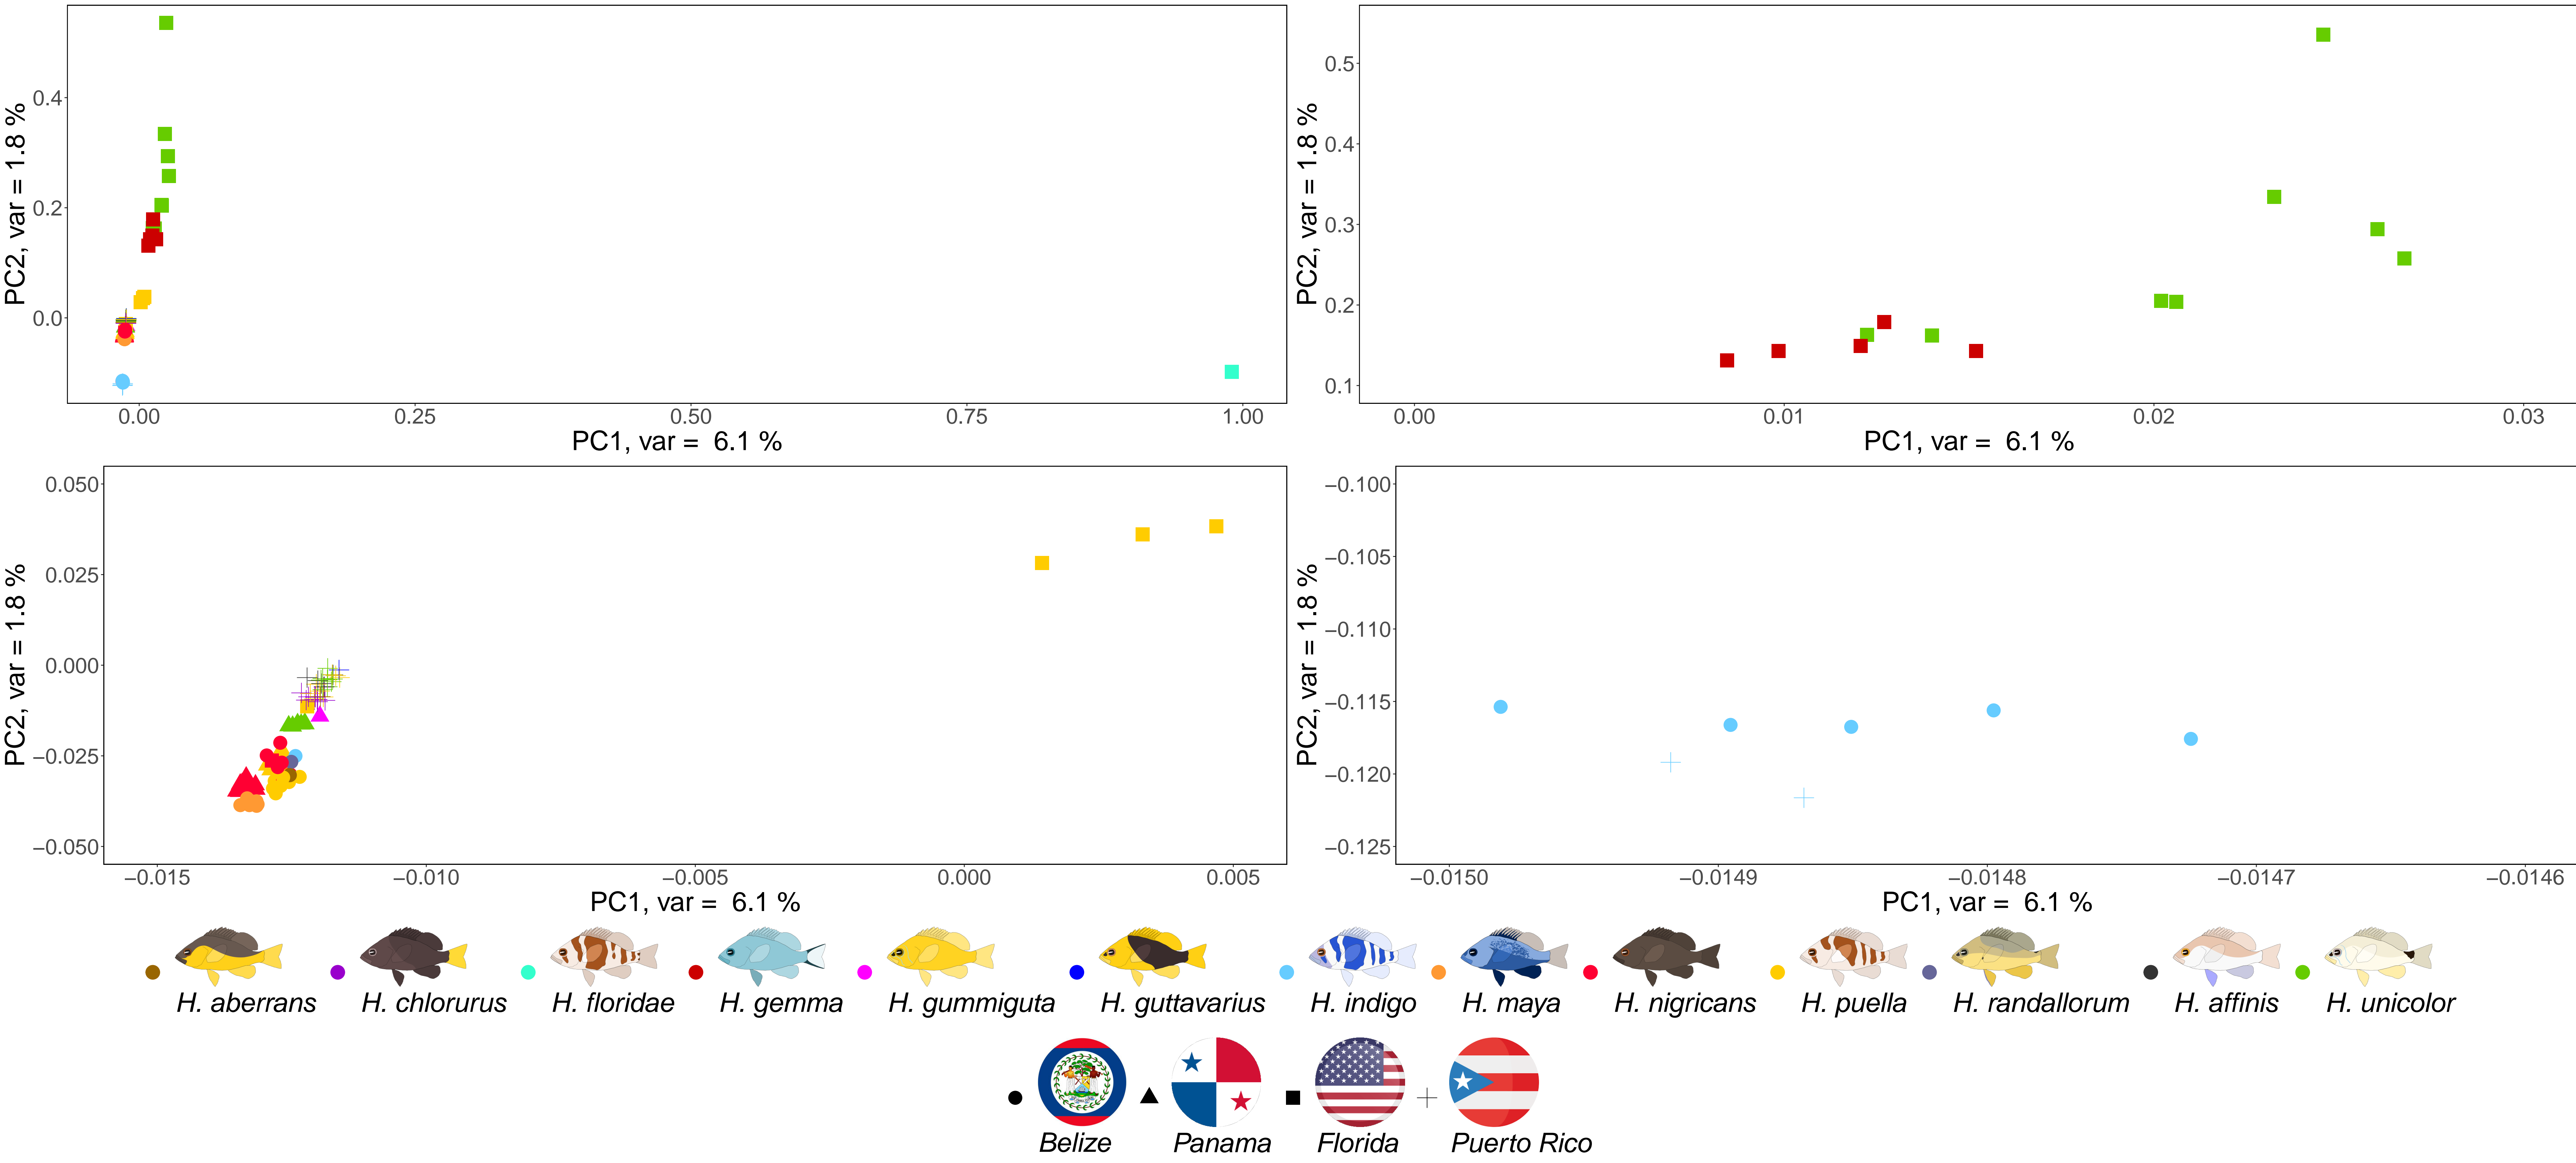 PC2, var = 1.8 %
0.4
0.2
0.0
0.00
0.25
0.50
0.75
1.00
PC1, var = 6.1 %
PC2, var = 1.8 %
0.5
0.4
0.3
0.2
0.1
0.00
0.01
0.02
0.03
PC1, var = 6.1 %
PC2, var = 1.8 %
0.050
0.025
0.000
−0.025
−0.050
−0.015
−0.010
−0.005
0.000
0.005
PC1, var = 6.1 %
PC2, var = 1.8 %
−0.100
−0.105
−0.110
−0.115
−0.120
−0.125
−0.0150
−0.0149
−0.0148
−0.0147
−0.0146
PC1, var = 6.1 %
H. aberrans
H. chlorurus
H. floridae
H. gemma
H. gummiguta
H. guttavarius
H. indigo
H. maya
H. nigricans
H. puella
H. randallorum
H. affinis
H. unicolor
Belize
Panama
Florida
Puerto Rico